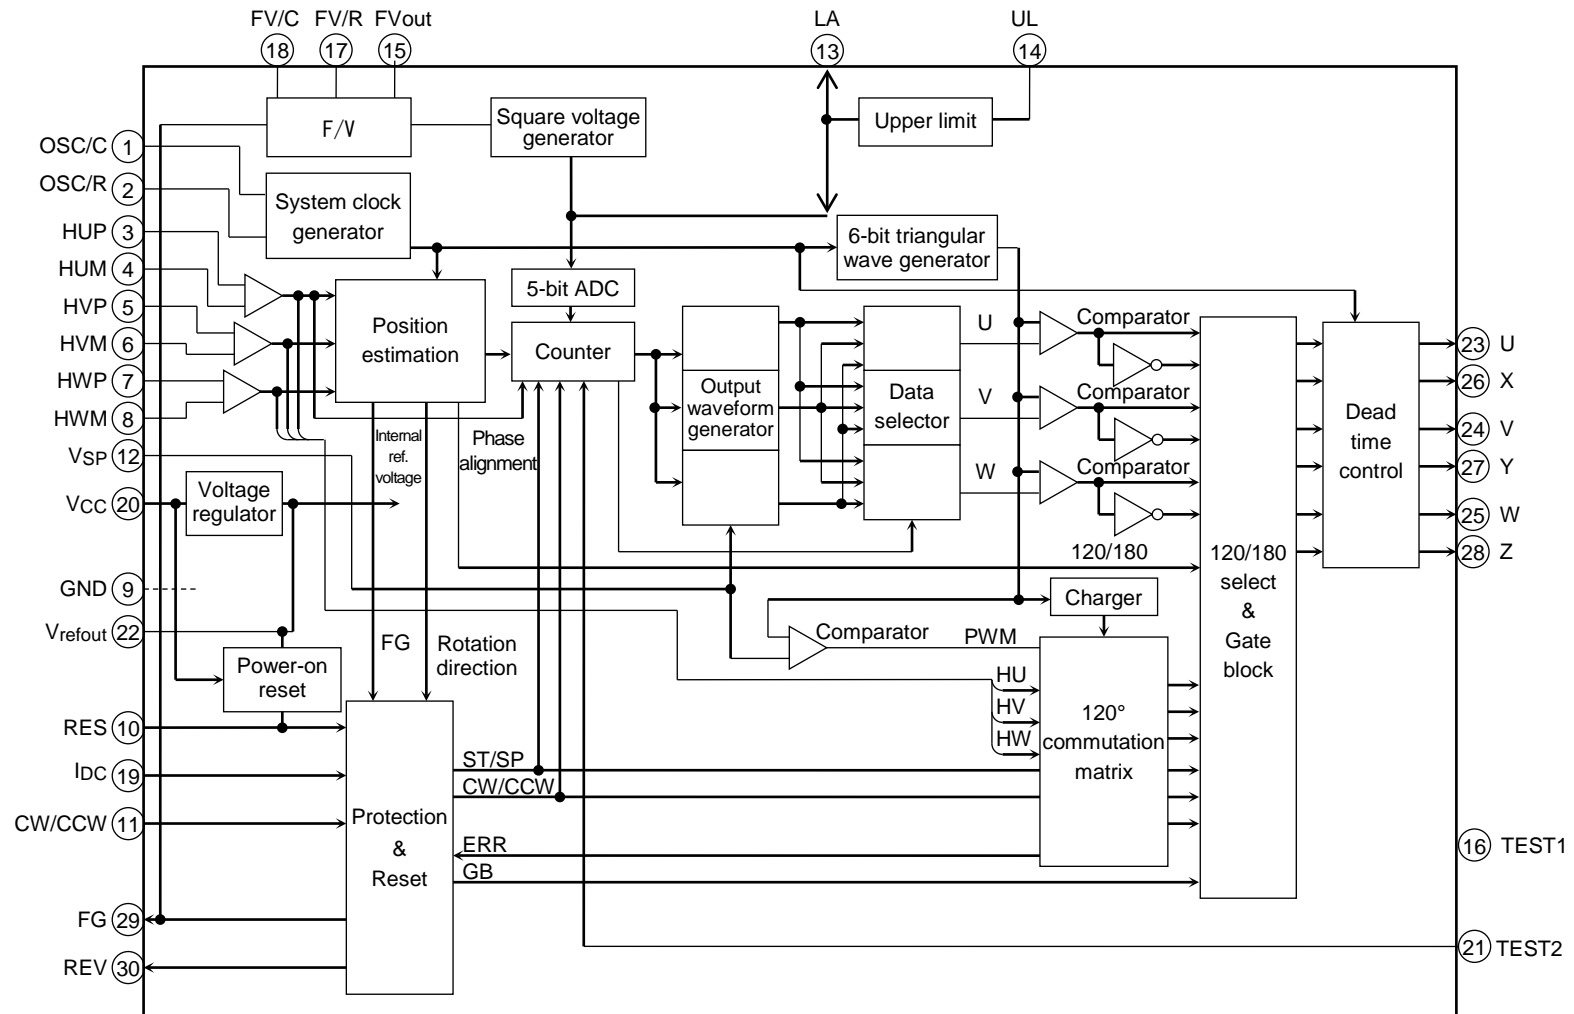 FV/C FV/R FVout LA UL
18 17 15 13 14
F/V
Square voltage
generator
Upper limit
OSC/C 1
OSC/R 2
System clock
generator
HUP 3
6-bit triangular
wave generator
HUM 4
5-bit ADC
HVP 5
Position
estimation
Counter
HVM 6
HWP 7
HWM 8
Output
waveform
generator
Data
selector
U
V
W
Comparator
Comparator
Comparator
Dead
time
control
23 U
26 X
24 V
27 Y
25 W
28 Z
Internal
ref.
voltage
Phase
alignment
VSP 12
VCC 20
Voltage
regulator
120/180
120/180
select
&
Gate
block
GND 9
Charger
Vrefout 22
FG
Rotation
direction
Comparator
PWM
Power-on
reset
HU
HV
HW
120°
commutation
matrix
RES 10
IDC 19
ST/SP
CW/CCW
CW/CCW 11
Protection
&
Reset
ERR
GB
16 TEST1
FG 29
21 TEST2
REV 30